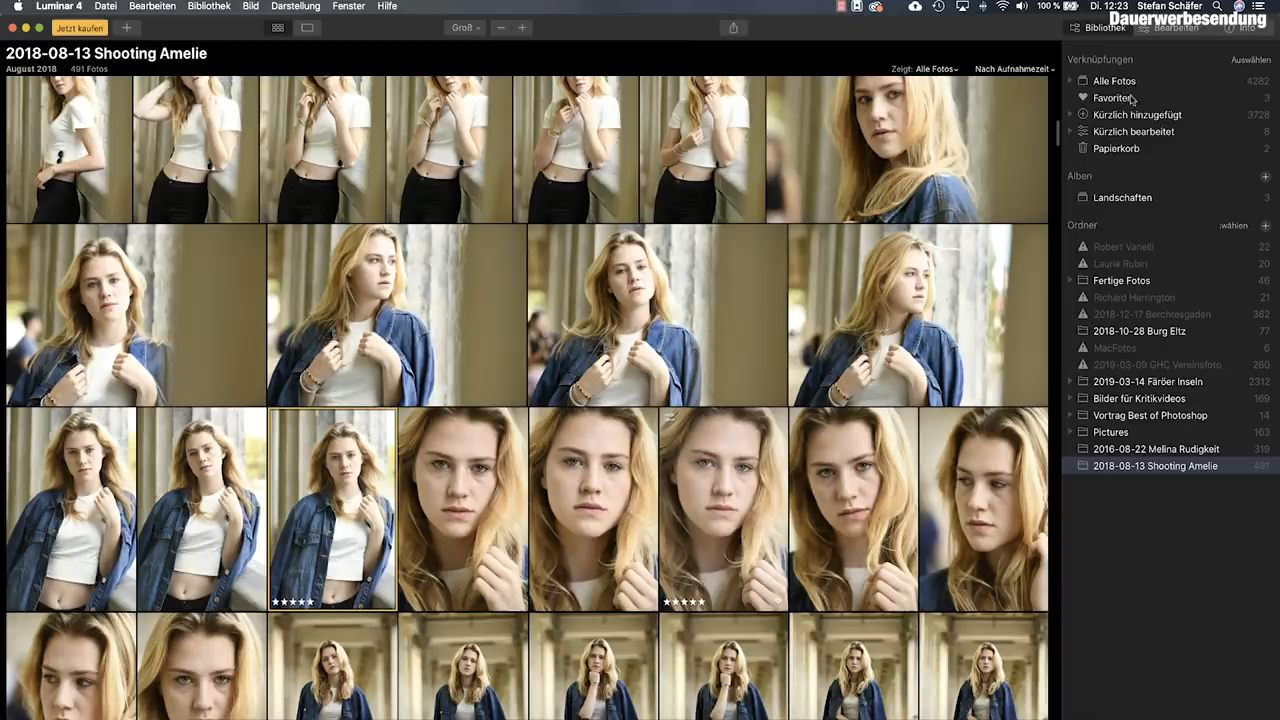 Luminar 4 Datei Bearbeiten Bibliothek Bild Darstellung Fenster Hilfe 100 % Di. 12:23 Stefan Schäfer
Dauerwerbesendung
Jetzt kaufen Groß Bibliothek Bearbeiten Info
2018-08-13 Shooting Amelie
August 2018 491 Fotos Zeigt: Alle Fotos Nach Aufnahmezeit
Verknüpfungen Auswählen
Alle Fotos 4282
Favoriten 3
Kürzlich hinzugefügt 3728
Kürzlich bearbeitet 8
Papierkorb 2
Alben
Landschaften 3
Ordner :wählen
Robert Vanelli 22
Laurie Rubin 20
Fertige Fotos 46
Richard Harrington 21
2018-12-17 Berchtesgaden 362
2018-10-28 Burg Eltz 77
MacFotos 6
2019-03-09 GHC Vereinsfoto 260
2019-03-14 Färöer Inseln 2312
Bilder für Kritikvideos 169
Vortrag Best of Photoshop 14
Pictures 163
2016-08-22 Melina Rudigkeit 319
2018-08-13 Shooting Amelie 491